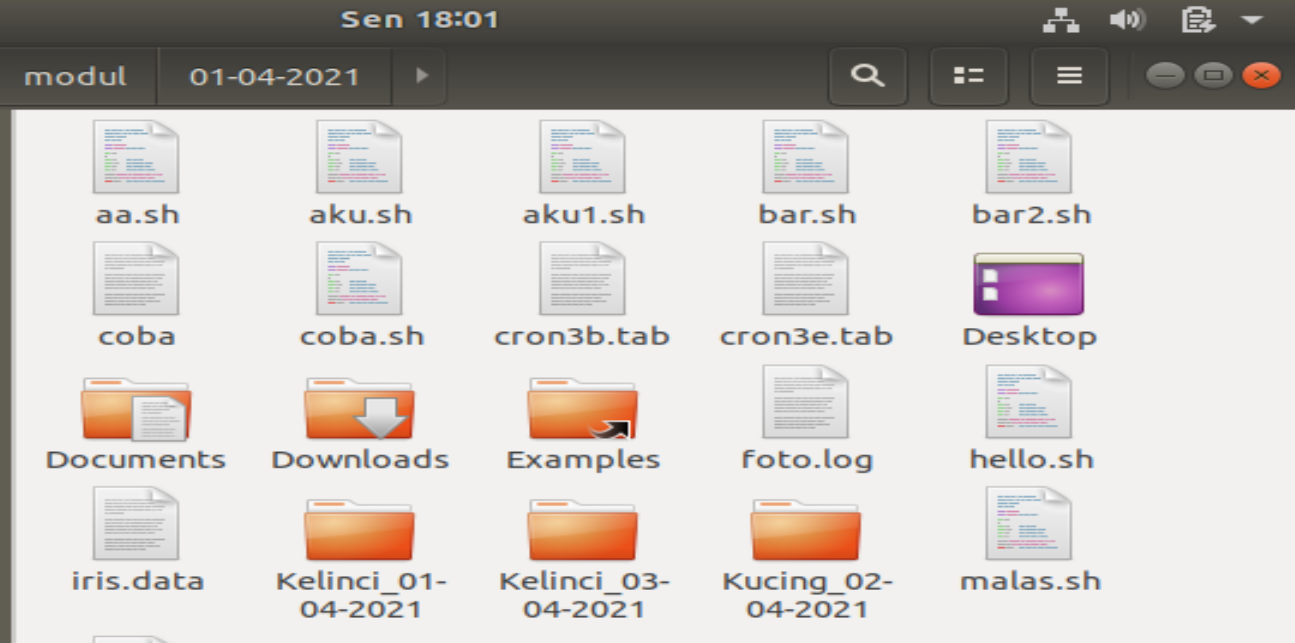 Sen 18:01
modul
01-04-2021
aa.sh
aku.sh
aku1.sh
bar.sh
bar2.sh
coba
coba.sh
cron3b.tab
cron3e.tab
Desktop
Documents
Downloads
Examples
foto.log
hello.sh
iris.data
Kelinci_01-
04-2021
Kelinci_03-
04-2021
Kucing_02-
04-2021
malas.sh